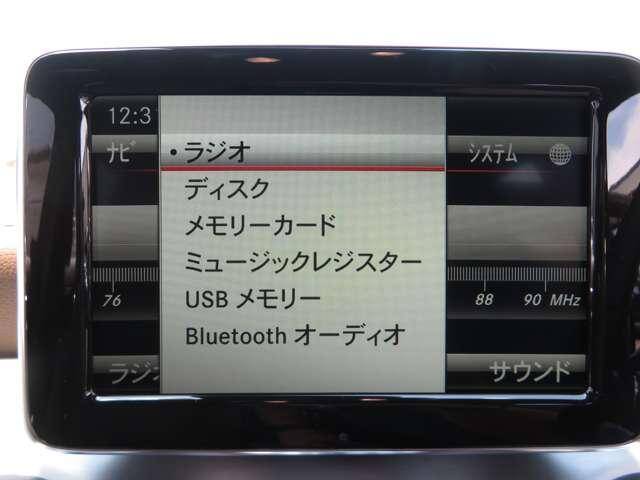 12:3
ナビ
システム
• ラジオ
ディスク
メモリーカード
ミュージックレジスター
USB メモリー
Bluetooth オーディオ
76 88 90 MHz
ラジ
サウンド